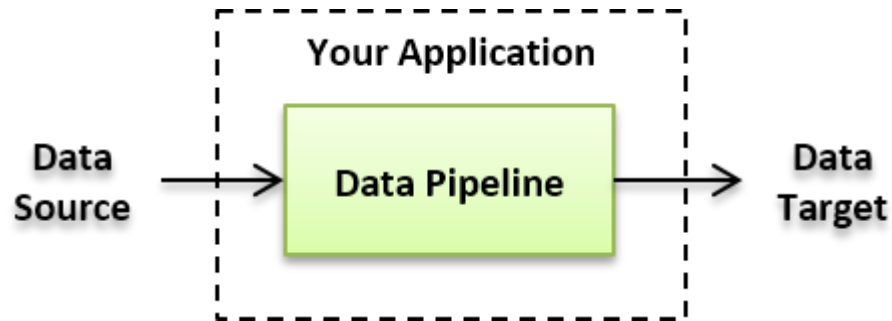 Your Application
Data
Source
Data Pipeline
Data
Target